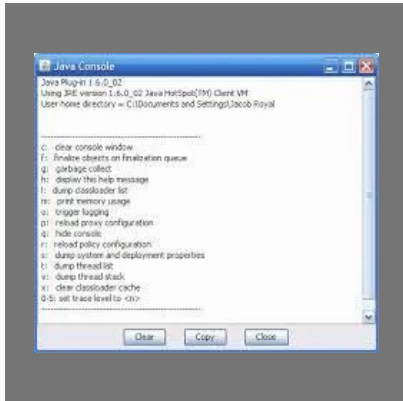 Java Console
Java Plug-in 1.6.0_02
Using JRE version 1.6.0_02 Java HotSpot(TM) Client VM
User home directory = C:\Documents and Settings\Jacob Royal
----------------------------------------------------
c: clear console window
f: finalize objects on finalization queue
g: garbage collect
h: display this help message
l: dump classloader list
m: print memory usage
o: trigger logging
p: reload proxy configuration
q: hide console
r: reload policy configuration
s: dump system and deployment properties
t: dump thread list
v: dump thread stack
x: clear classloader cache
0-5: set trace level to <n>
----------------------------------------------------
Clear Copy Close